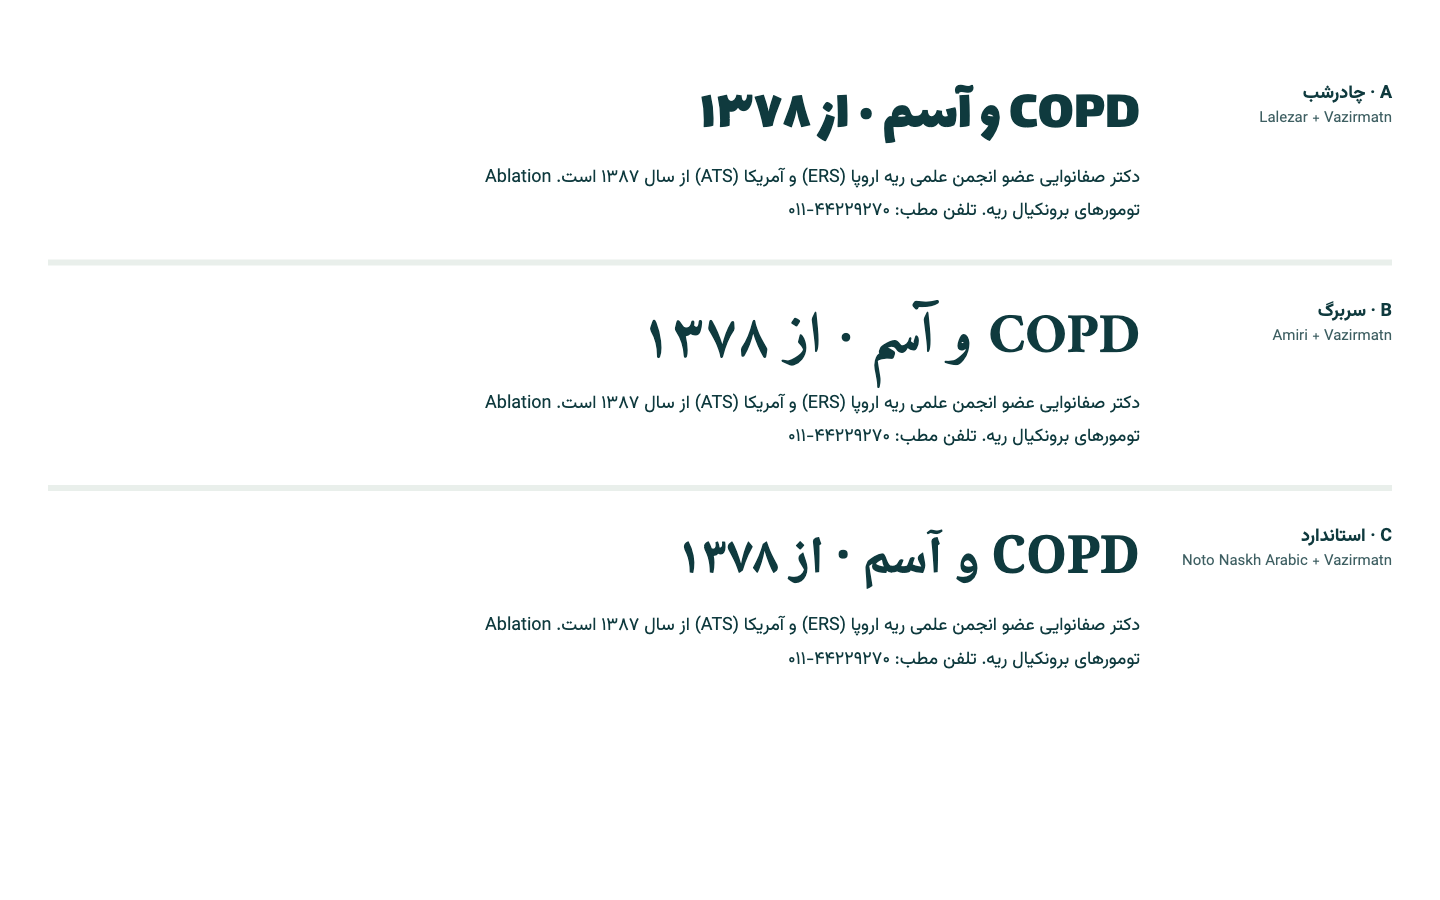 A · چادرشب
Lalezar + Vazirmatn
COPD و آسم · از ۱۳۷۸
دکتر صفانوایی عضو انجمن علمی ریه اروپا (ERS) و آمریکا (ATS) از سال ۱۳۸۷ است. Ablation
تومورهای برونکیال ریه. تلفن مطب: ۰۱۱-۴۴۲۲۹۲۷۰
B · سربرگ
Amiri + Vazirmatn
COPD و آسم · از ۱۳۷۸
دکتر صفانوایی عضو انجمن علمی ریه اروپا (ERS) و آمریکا (ATS) از سال ۱۳۸۷ است. Ablation
تومورهای برونکیال ریه. تلفن مطب: ۰۱۱-۴۴۲۲۹۲۷۰
C · استاندارد
Noto Naskh Arabic + Vazirmatn
COPD و آسم · از ۱۳۷۸
دکتر صفانوایی عضو انجمن علمی ریه اروپا (ERS) و آمریکا (ATS) از سال ۱۳۸۷ است. Ablation
تومورهای برونکیال ریه. تلفن مطب: ۰۱۱-۴۴۲۲۹۲۷۰